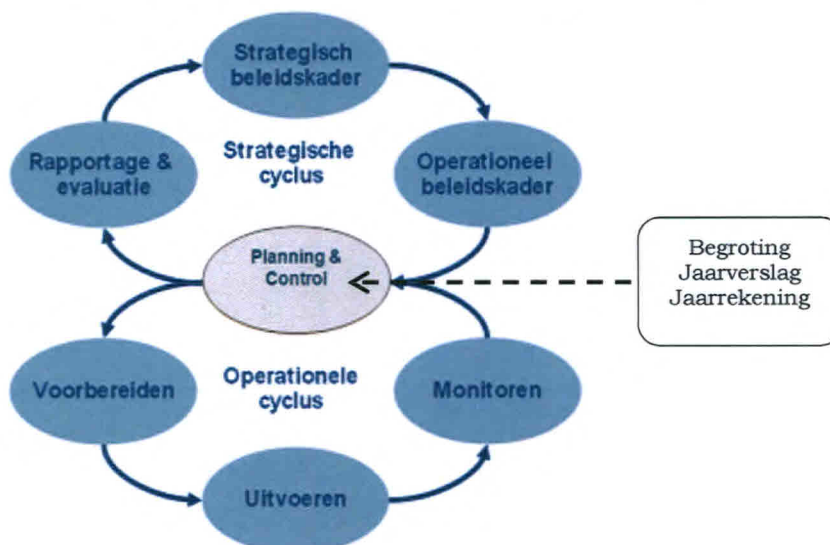 Strategisch
beleidskader
Rapportage &
evaluatie
Strategische
cyclus
Operationeel
beleidskader
Planning &
Control
Begroting
Jaarverslag
Jaarrekening
Voorbereiden
Operationele
cyclus
Monitoren
Uitvoeren